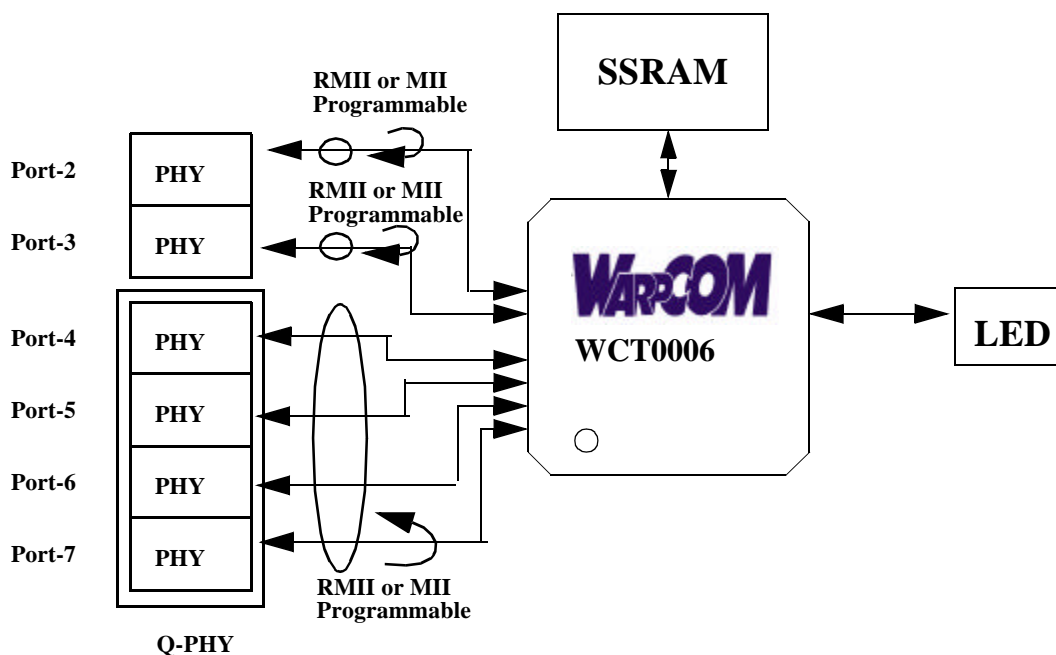 SSRAM
RMII or MII
Programmable
Port-2
PHY
RMII or MII
Programmable
Port-3
PHY
WARPCOM
WCT0006
LED
Port-4
PHY
Port-5
PHY
Port-6
PHY
Port-7
PHY
RMII or MII
Programmable
Q-PHY